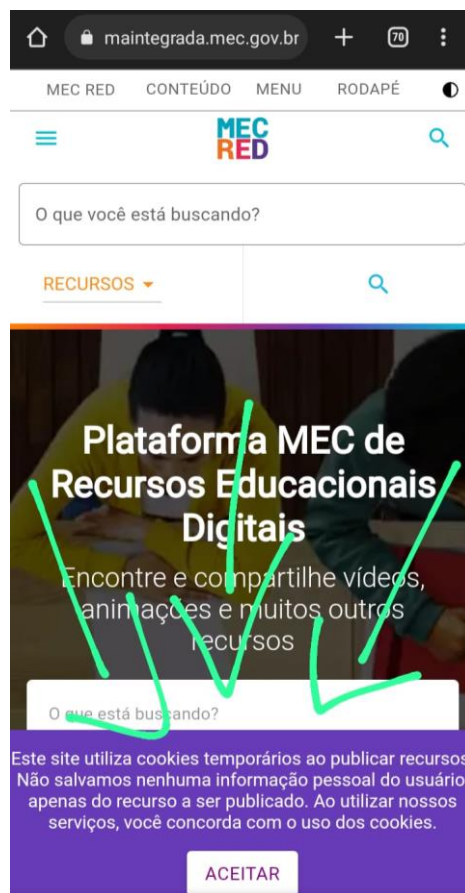 maintegrada.mec.gov.br
70
MEC RED CONTEÚDO MENU RODAPÉ
MEC
RED
O que você está buscando?
RECURSOS
Plataforma MEC de
Recursos Educacionais
Digitais
Encontre e compartilhe vídeos,
animações e muitos outros
recursos
O que está buscando?
Este site utiliza cookies temporários ao publicar recursos
Não salvamos nenhuma informação pessoal do usuário
apenas do recurso a ser publicado. Ao utilizar nossos
serviços, você concorda com o uso dos cookies.
ACEITAR